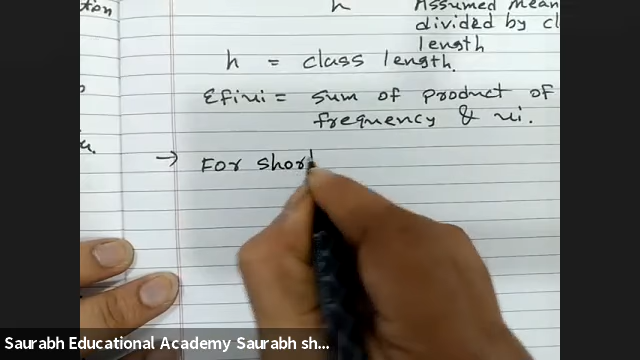 h Assumed mean
divided by cl
length
h = class length.
Σfiui = sum of product of
frequency & ui.
→ For shor
Saurabh Educational Academy Saurabh sh...